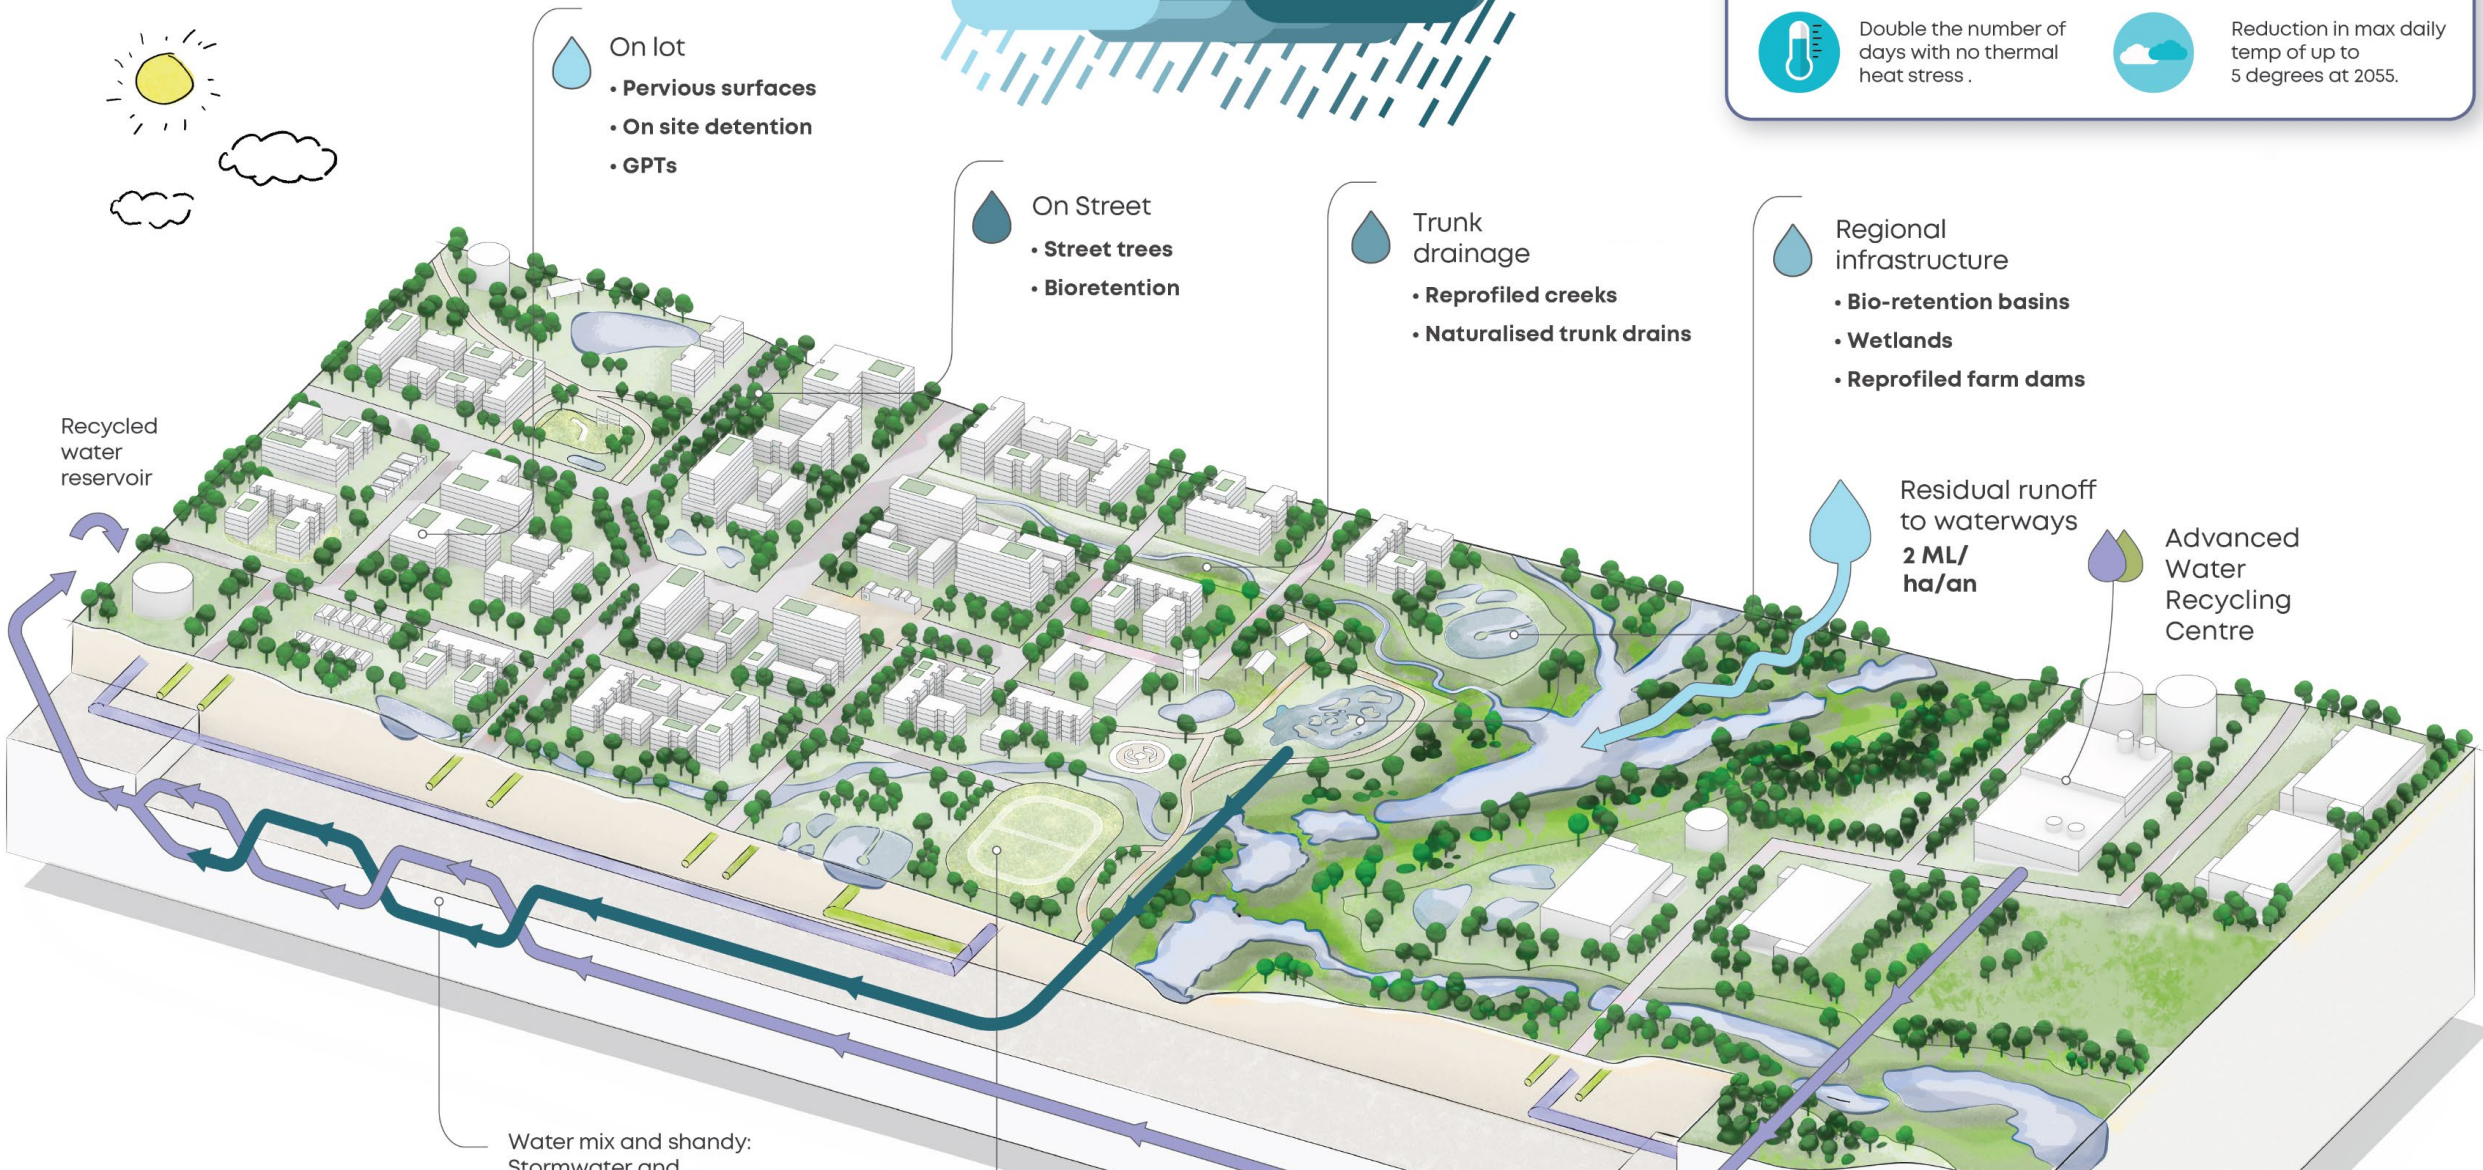 Double the number of
days with no thermal
heat stress .
Reduction in max daily
temp of up to
5 degrees at 2055.
On lot
• Pervious surfaces
• On site detention
• GPTs
On Street
• Street trees
• Bioretention
Trunk
drainage
• Reprofiled creeks
• Naturalised trunk drains
Regional
infrastructure
• Bio-retention basins
• Wetlands
• Reprofiled farm dams
Recycled
water
reservoir
Residual runoff
to waterways
2 ML/
ha/an
Advanced
Water
Recycling
Centre
Water mix and shandy:
Stormwater and